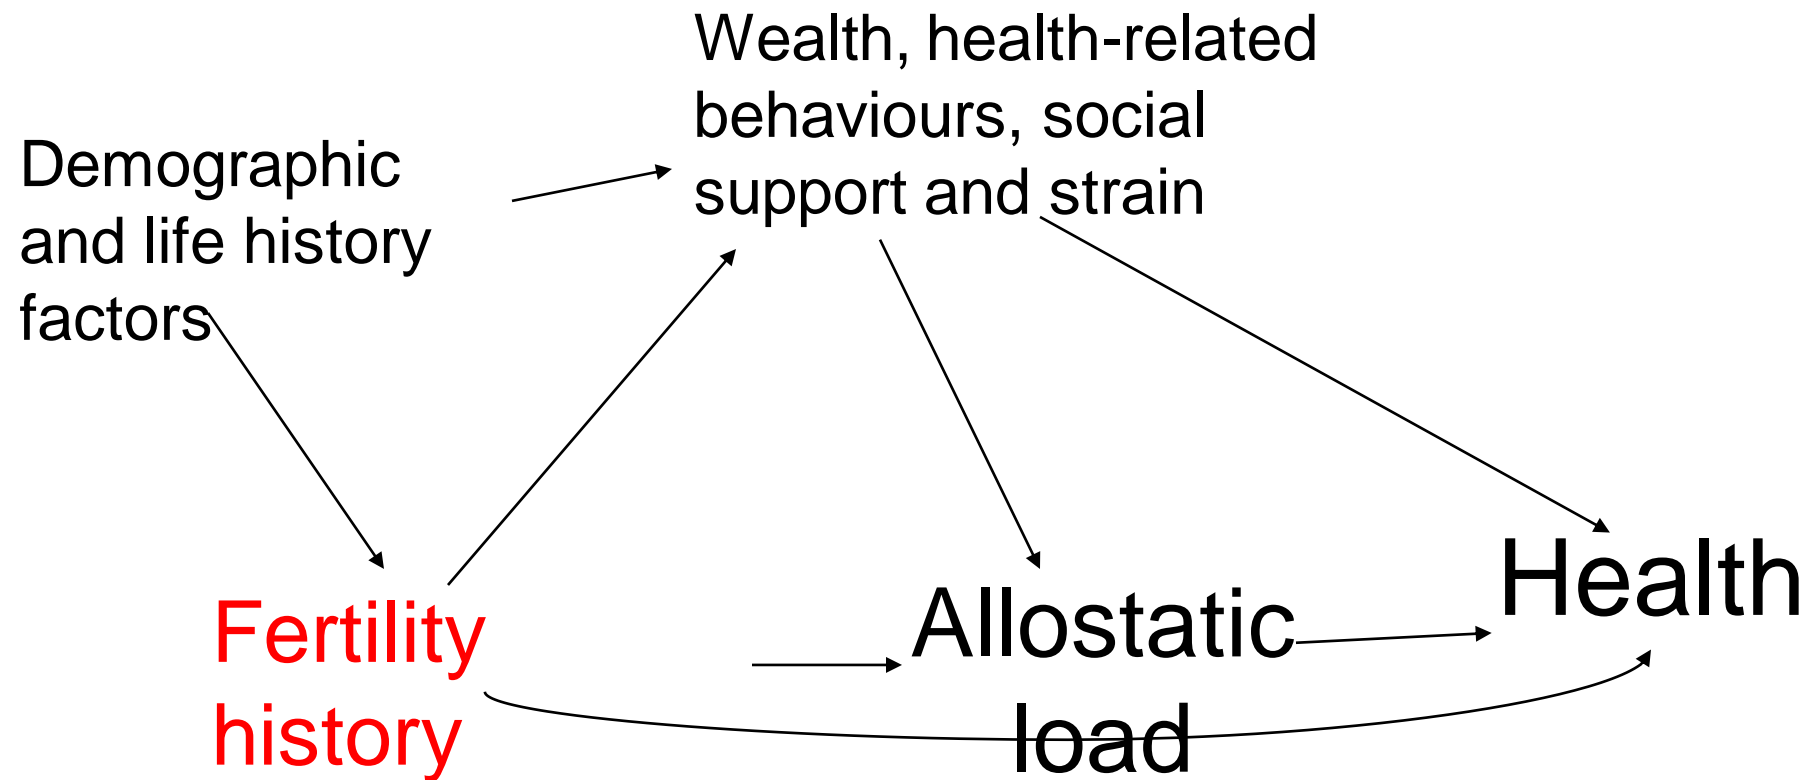 Wealth, health-related
behaviours, social
support and strain
Demographic
and life history
factors
Fertility
history
Allostatic
load
Health